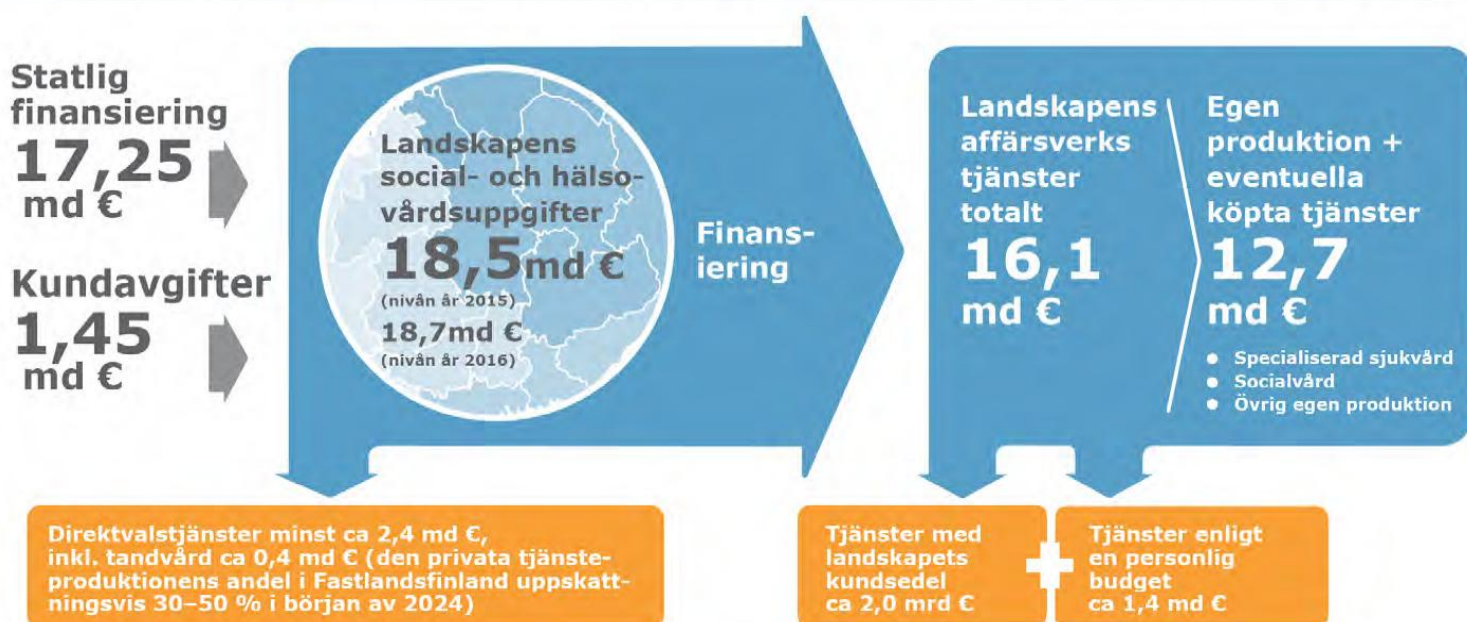 Statlig
finansiering
17,25
md €
Kundavgifter
1,45
md €
Landskapens
social- och hälso-
vårdsuppgifter
18,5 md €
(nivån år 2015)
18,7md €
(nivån år 2016)
Finans-
iering
Landskapens
affärsverks
tjänster
totalt
16,1
md €
Egen
produktion +
eventuella
köpta tjänster
12,7
md €
• Specialiserad sjukvård
• Socialvård
• Övrig egen produktion
Direktvalstjänster minst ca 2,4 md €,
inkl. tandvård ca 0,4 md € (den privata tjänste-
produktionens andel i Fastlandsfinland uppskatt-
ningsvis 30–50 % i början av 2024)
Tjänster med
landskapets
kundsedel
ca 2,0 mrd €
+
Tjänster enligt
en personlig
budget
ca 1,4 md €